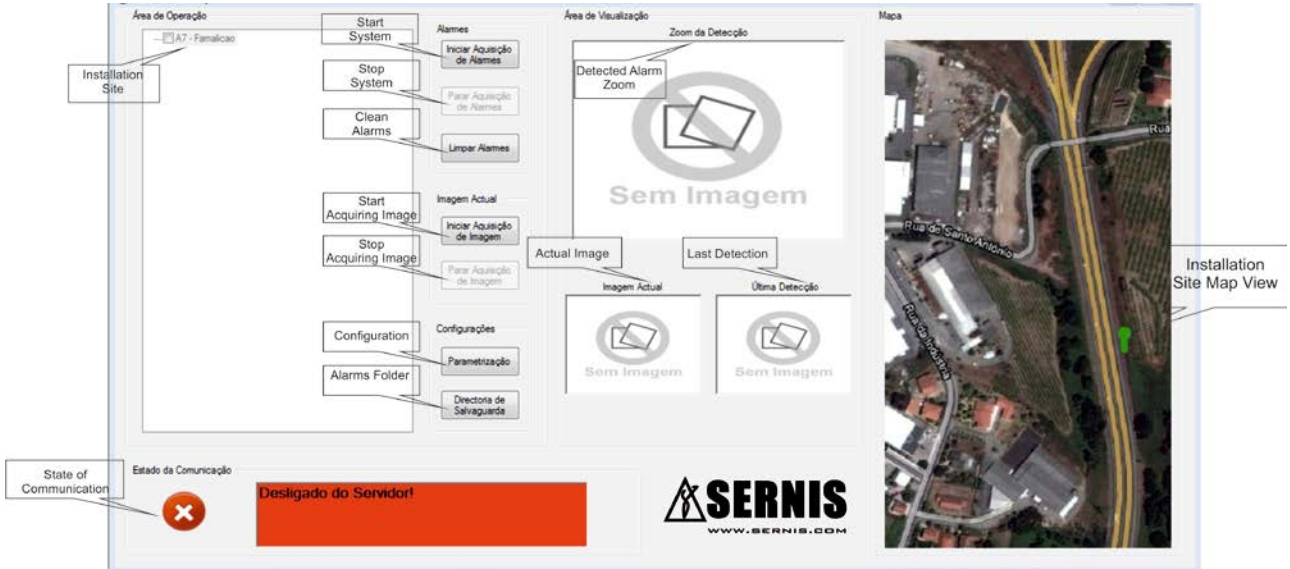 Área de Operação
A7 - Famalicao
Installation
Site
Start
System
Stop
System
Clean
Alarms
Start
Acquiring Image
Stop
Acquiring Image
Configuration
Alarms Folder
Alarmes
Iniciar Aquisição
de Alarmes
Parar Aquisição
de Alarmes
Limpar Alarmes
Imagem Actual
Iniciar Aquisição
de Imagem
Parar Aquisição
de Imagem
Configurações
Parametrização
Directoria de
Salvaguarda
Área de Visualização
Zoom da Detecção
Detected Alarm
Zoom
Sem Imagem
Actual Image
Last Detection
Imagem Actual
Última Detecção
Sem Imagem
Sem Imagem
Mapa
Rua
Rua de Santo António
Rua da Indústria
Installation
Site Map View
State of
Communication
Estado da Comunicação
Desligado do Servidor!
SERNIS
WWW.SERNIS.COM